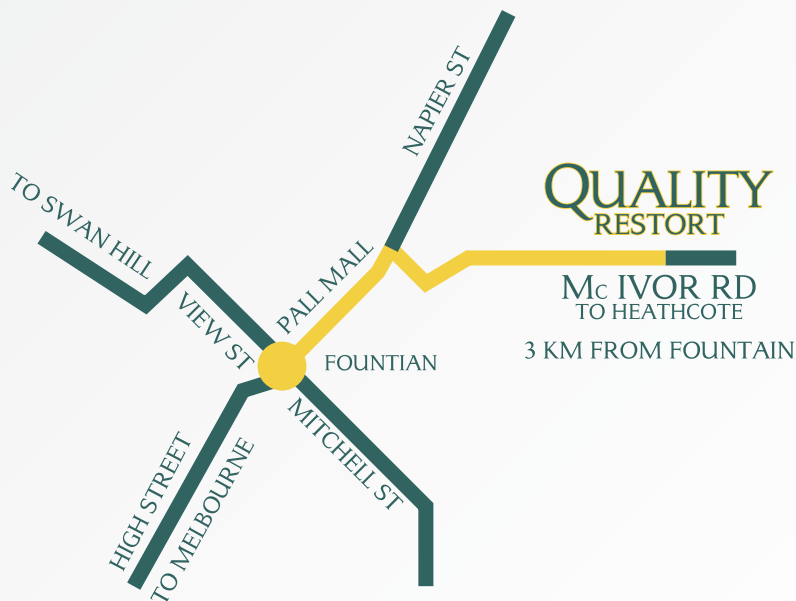 NAPIER ST
QUALITY
RESTORT
TO SWAN HILL
PALL MALL
Mc IVOR RD
TO HEATHCOTE
VIEW ST
FOUNTIAN
3 KM FROM FOUNTAIN
MITCHELL ST
HIGH STREET
TO MELBOURNE